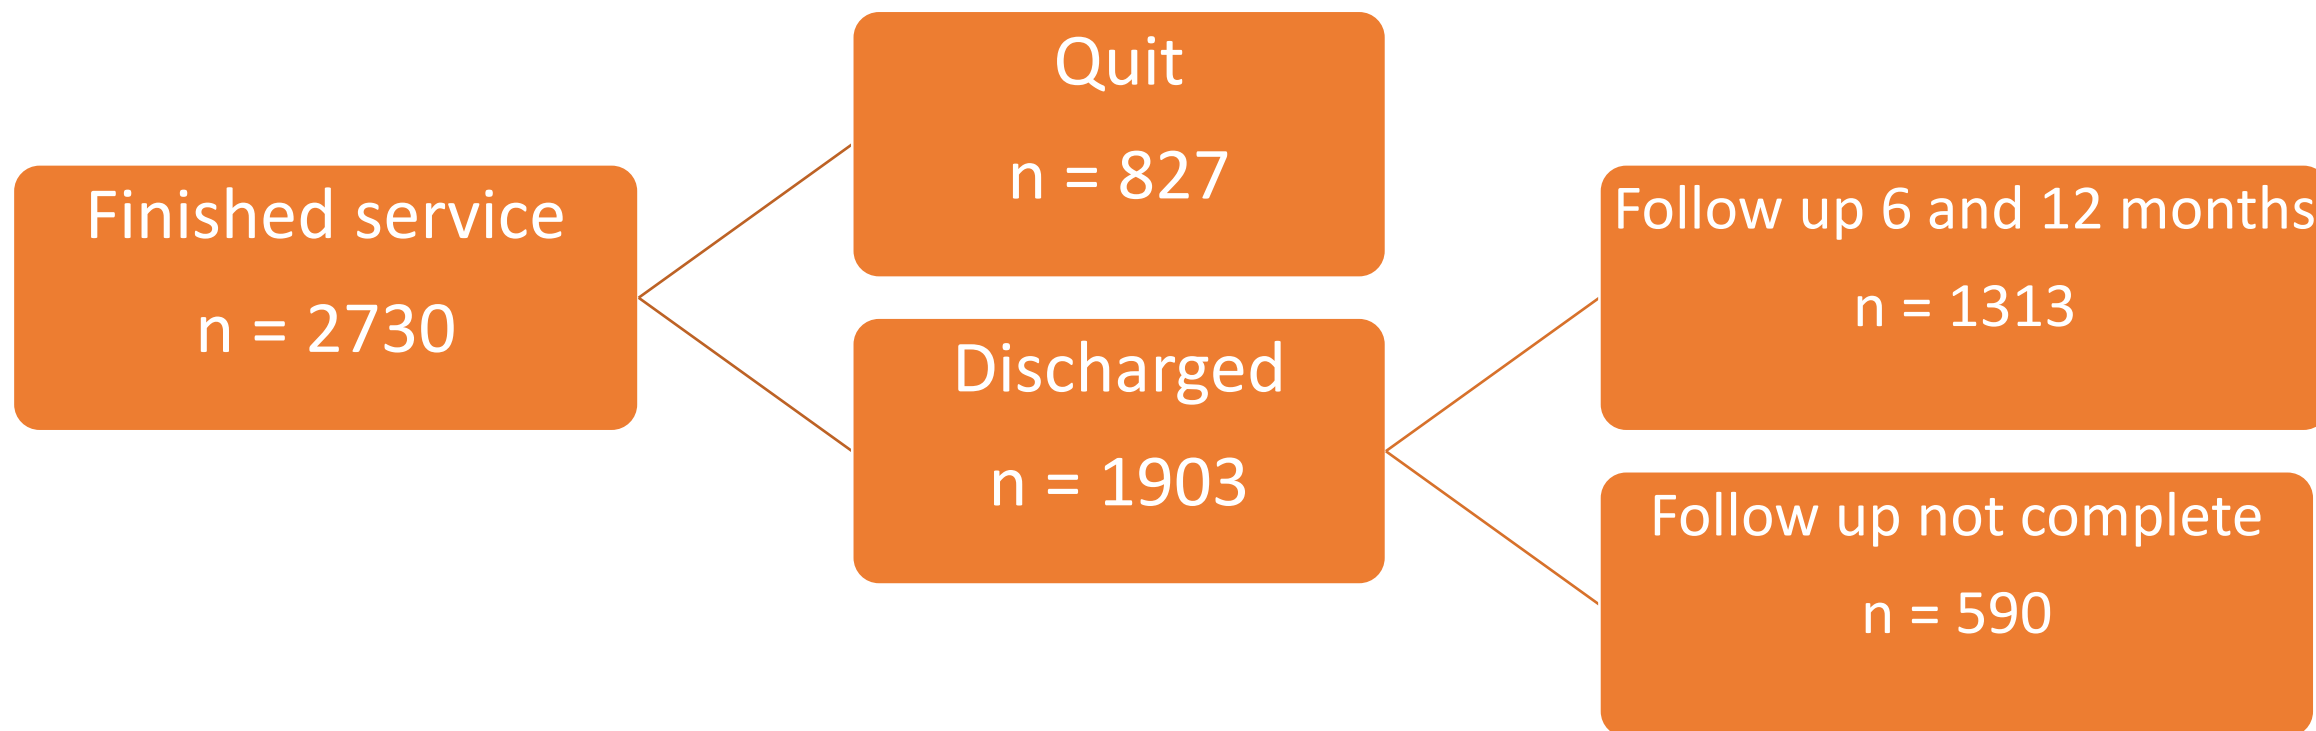 Finished service
n = 2730
Quit
n = 827
Discharged
n = 1903
Follow up 6 and 12 months
n = 1313
Follow up not complete
n = 590